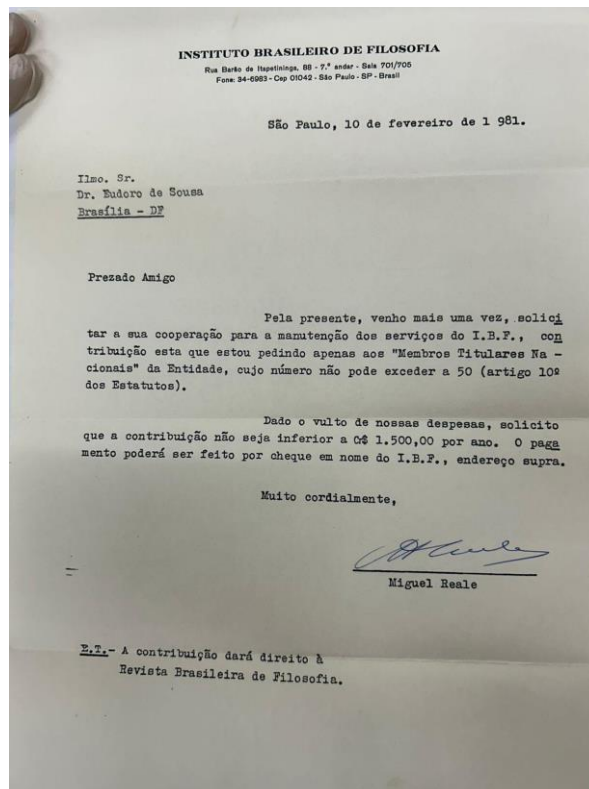 INSTITUTO BRASILEIRO DE FILOSOFIA
Rua Barão de Itapetininga, 88 - 7.º andar - Sala 701/705
Fone: 34-6983 - Cep 01042 - São Paulo - SP - Brasil
São Paulo, 10 de fevereiro de 1 981.
Ilmo. Sr.
Dr. Eudoro de Sousa
Brasília - DF
Prezado Amigo
Pela presente, venho mais uma vez, solici
tar a sua cooperação para a manutenção dos serviços do I.B.F., con
tribuição esta que estou pedindo apenas aos "Membros Titulares Na -
cionais" da Entidade, cujo número não pode exceder a 50 (artigo 10º
dos Estatutos).
Dado o vulto de nossas despesas, solicito
que a contribuição não seja inferior a Cr$ 1.500,00 por ano. O paga
mento poderá ser feito por cheque em nome do I.B.F., endereço supra.
Muito cordialmente,
Miguel Reale
E.T.- A contribuição dará direito à
Revista Brasileira de Filosofia.